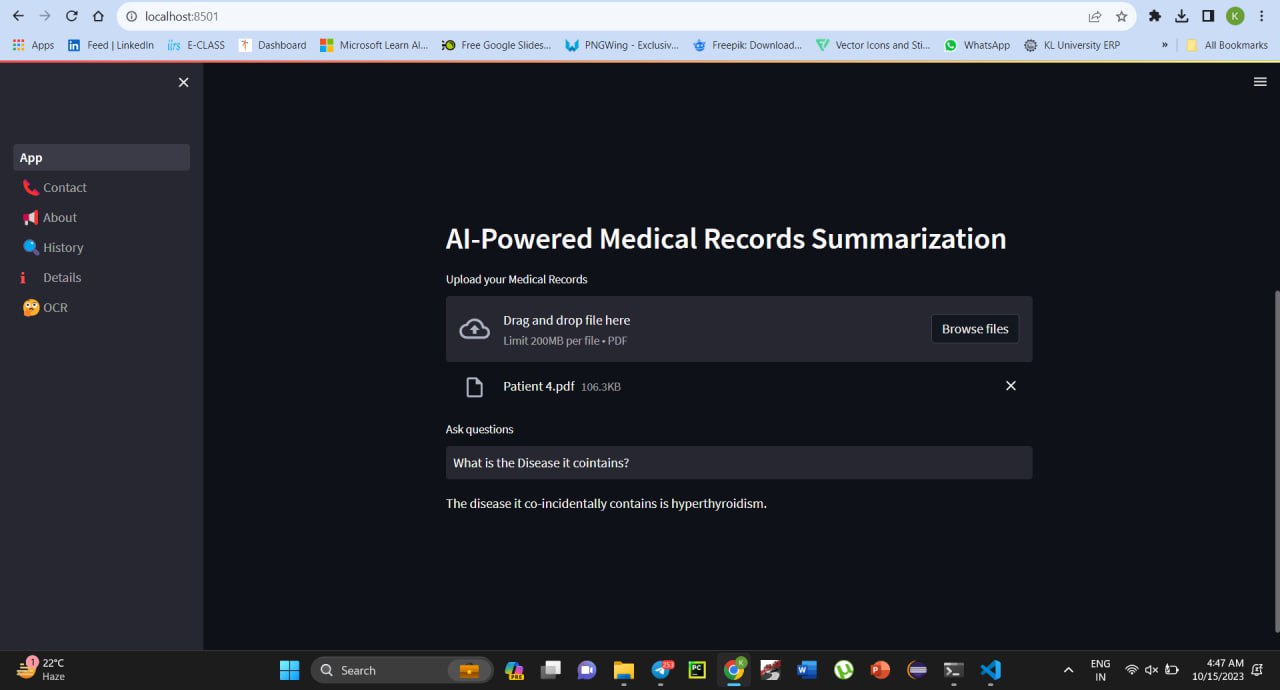 localhost:8501
K
Apps
Feed | LinkedIn
iirs E-CLASS
Dashboard
Microsoft Learn AI...
Free Google Slides...
PNGWing - Exclusiv...
Freepik: Download...
Vector Icons and Sti...
WhatsApp
KL University ERP
»
All Bookmarks
App
Contact
About
History
Details
OCR
AI-Powered Medical Records Summarization
Upload your Medical Records
Drag and drop file here
Limit 200MB per file • PDF
Browse files
Patient 4.pdf 106.3KB
Ask questions
What is the Disease it cointains?
The disease it co-incidentally contains is hyperthyroidism.
1
22°C
Haze
Search
PRE
253
PC
K
W
P
ENG
IN
4:47 AM
10/15/2023